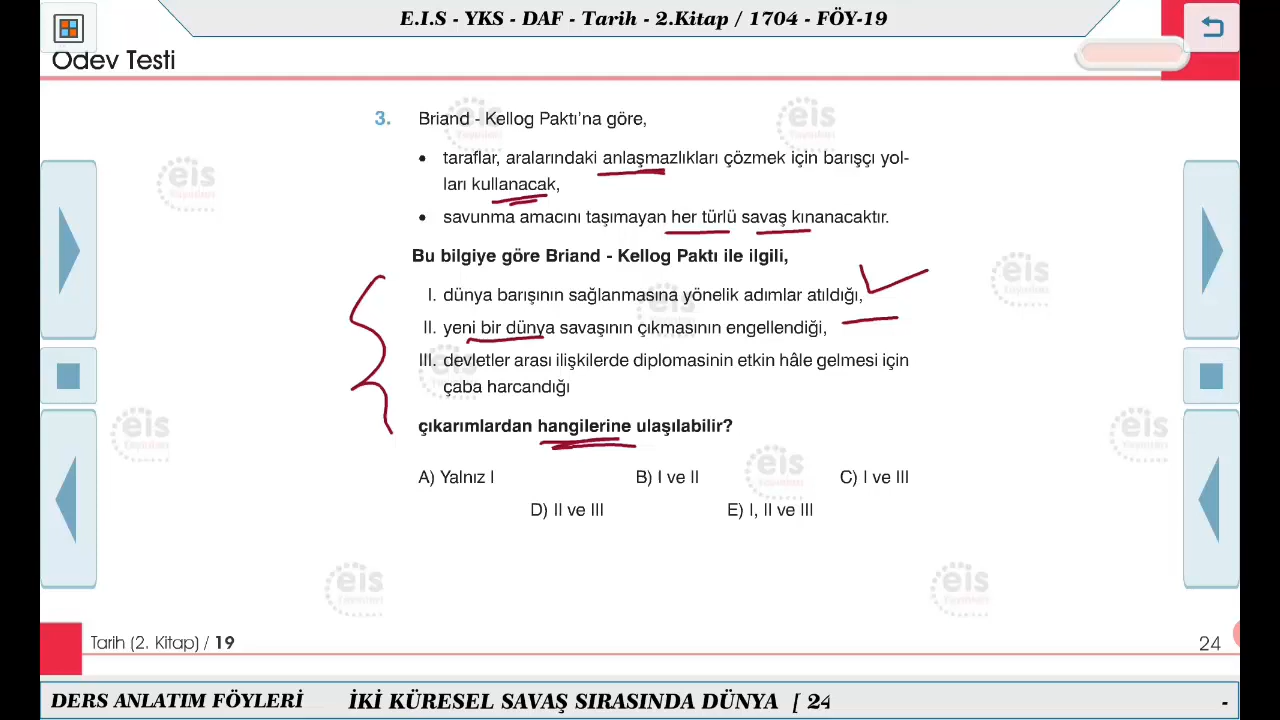 E.I.S - YKS - DAF - Tarih - 2.Kitap / 1704 - FÖY-19
Ödev Testi
3. Briand - Kellog Paktı'na göre,
• taraflar, aralarındaki anlaşmazlıkları çözmek için barışçı yol-
ları kullanacak,
• savunma amacını taşımayan her türlü savaş kınanacaktır.
Bu bilgiye göre Briand - Kellog Paktı ile ilgili,
I. dünya barışının sağlanmasına yönelik adımlar atıldığı,
II. yeni bir dünya savaşının çıkmasının engellendiği,
III. devletler arası ilişkilerde diplomasinin etkin hâle gelmesi için
çaba harcandığı
çıkarımlardan hangilerine ulaşılabilir?
A) Yalnız I B) I ve II C) I ve III
D) II ve III E) I, II ve III
eis
Yayınları
Tarih (2. Kitap) / 19
24
DERS ANLATIM FÖYLERİ İKİ KÜRESEL SAVAŞ SIRASINDA DÜNYA [ 24 -